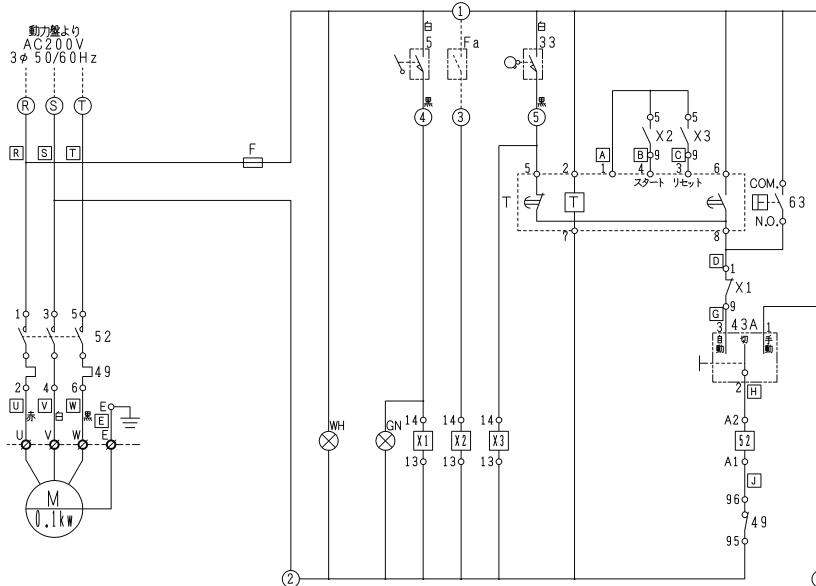 動力盤より
AC200V
3φ 50/60Hz
R S T
R S T
F
1 3 5
52
49
2 4 6
U V W
E
E
赤 白 黒
U V W E
M
0.1kw
1
白
5
Fa
白
33
黒
黒
4
3
5
5
X2
5
X3
A
B
9
C
9
5 2 1 4 3 6
スタート リセット
T
T
7
8
COM.
63
N.O.
D
1
X1
G
9
3
43A
1
自動 切 手動
2
H
WH
GN
14 14 14
X1 X2 X3
13 13 13
A2
52
A1
J
96
49
95
2